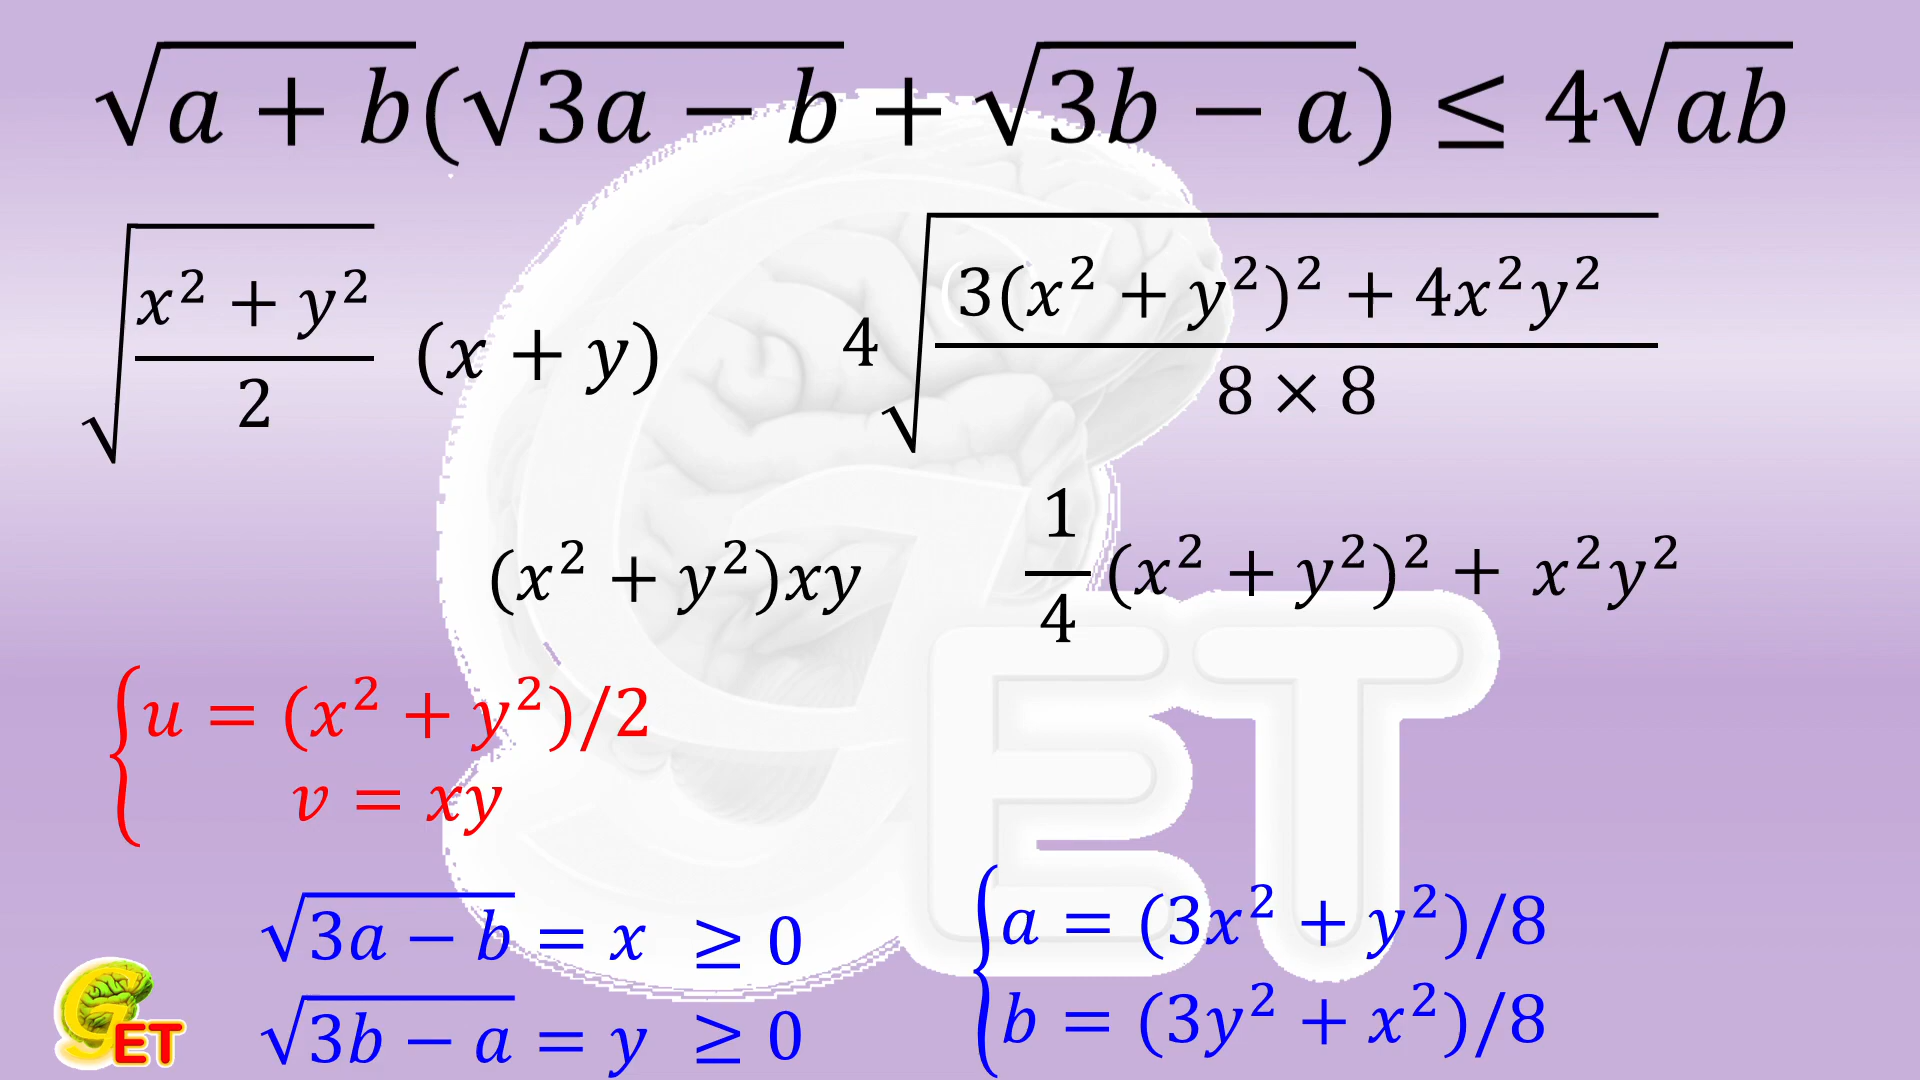 √(a + b)(√(3a − b) + √(3b − a)) ≤ 4√(ab)
√((x² + y²)/2) (x + y) 4√((3(x² + y²)² + 4x²y²)/(8 × 8))
(x² + y²)xy 1/4 (x² + y²)² + x²y²
{u = (x² + y²)/2
v = xy
√(3a − b) = x ≥ 0 {a = (3x² + y²)/8
√(3b − a) = y ≥ 0 b = (3y² + x²)/8
GET
GET